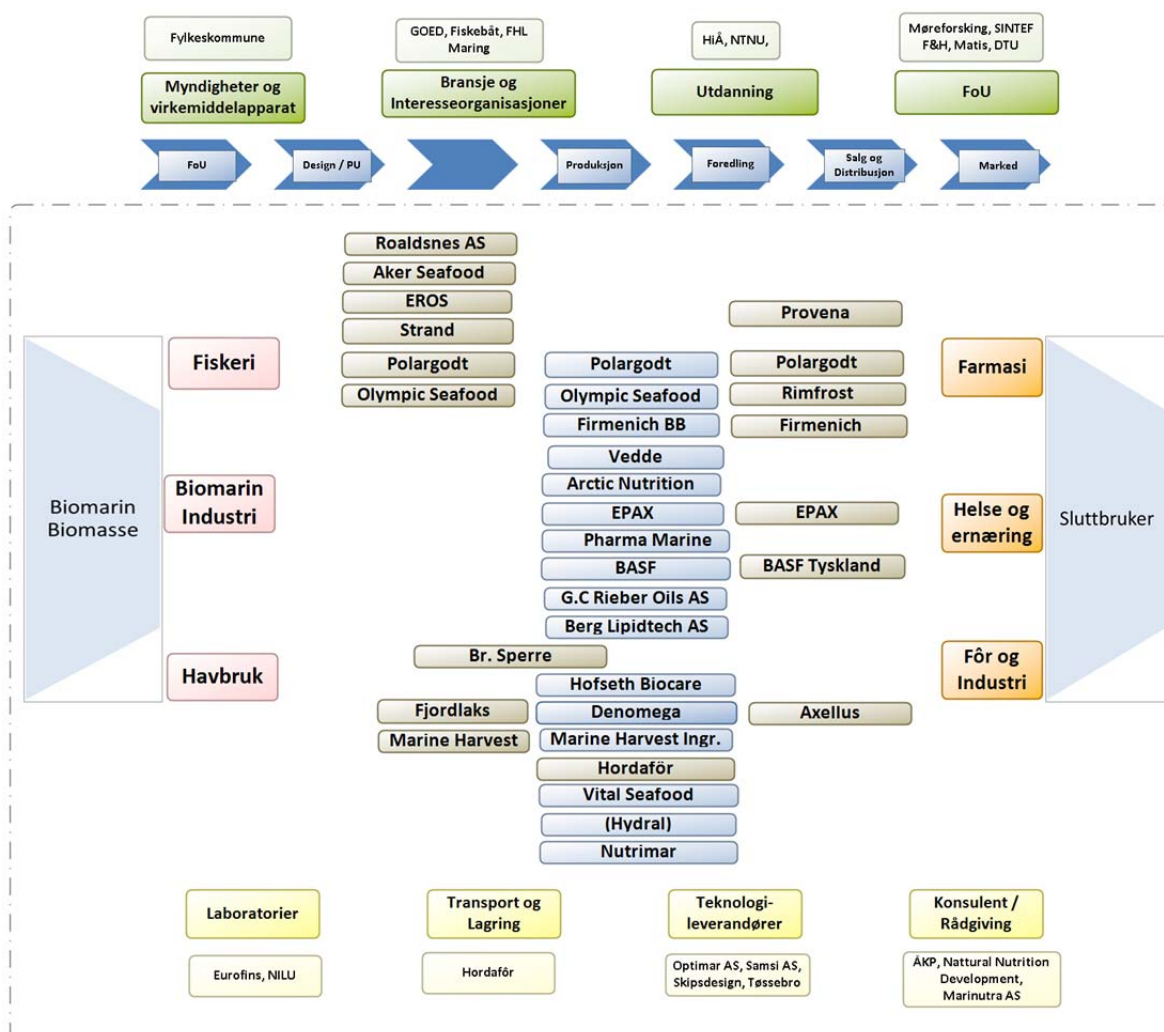 Fylkeskommune
GOED, Fiskebåt, FHL
Maring
HiÅ, NTNU,
Møreforsking, SINTEF
F&H, Matis, DTU
Myndigheter og
virkemiddelapparat
Bransje og
Interesseorganisasjoner
Utdanning
FoU
FoU
Design / PU
Produksjon
Foredling
Salg og
Distribusjon
Marked
Roaldsnes AS
Aker Seafood
EROS
Strand
Polargodt
Olympic Seafood
Provena
Fiskeri
Polargodt
Polargodt
Farmasi
Olympic Seafood
Rimfrost
Firmenich BB
Firmenich
Vedde
Arctic Nutrition
Biomarin
Biomasse
Biomarin
Industri
EPAX
EPAX
Helse og
ernæring
Sluttbruker
Pharma Marine
BASF
BASF Tyskland
G.C Rieber Oils AS
Berg Lipidtech AS
Br. Sperre
Havbruk
Fôr og
Industri
Hofseth Biocare
Fjordlaks
Denomega
Axellus
Marine Harvest
Marine Harvest Ingr.
Hordaför
Vital Seafood
(Hydral)
Nutrimar
Laboratorier
Transport og
Lagring
Teknologi-
leverandører
Konsulent /
Rådgiving
Eurofins, NILU
Hordafôr
Optimar AS, Samsi AS,
Skipsdesign, Tøssebro
ÅKP, Nattural Nutrition
Development,
Marinutra AS